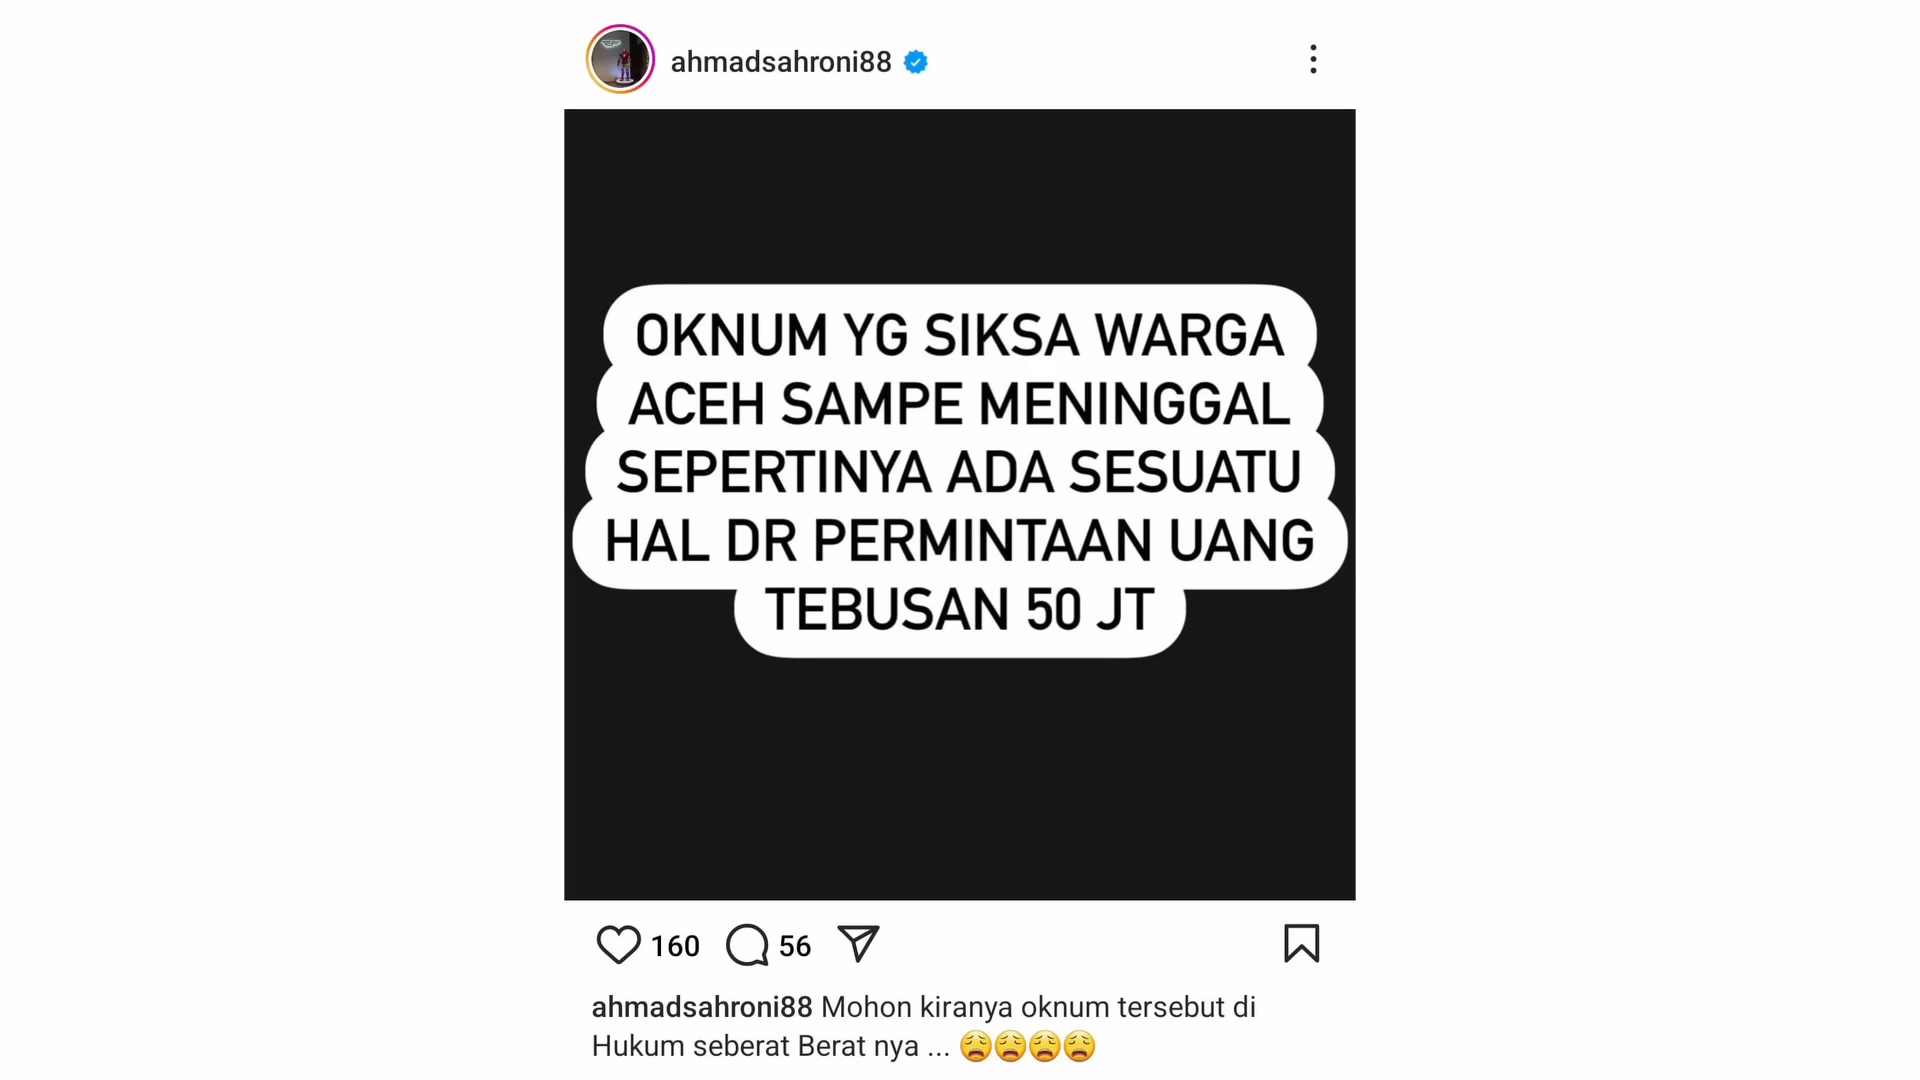 ahmadsahroni88
OKNUM YG SIKSA WARGA
ACEH SAMPE MENINGGAL
SEPERTINYA ADA SESUATU
HAL DR PERMINTAAN UANG
TEBUSAN 50 JT
160 56
ahmadsahroni88 Mohon kiranya oknum tersebut di
Hukum seberat Berat nya ... 😩😩😩😩